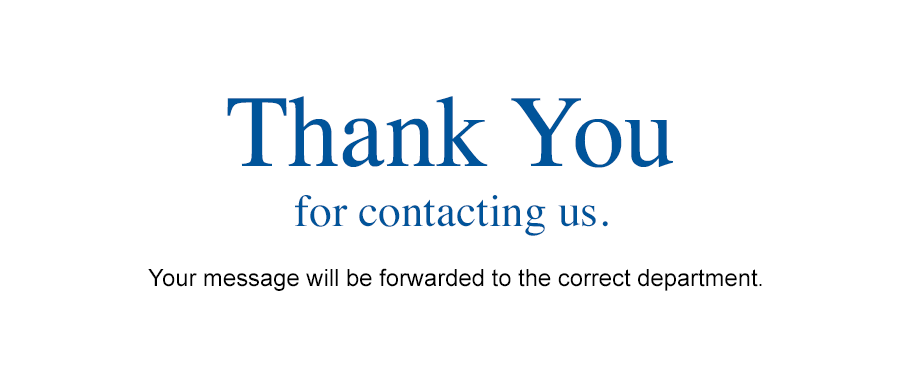 Thank You
for contacting us.
Your message will be forwarded to the correct department.